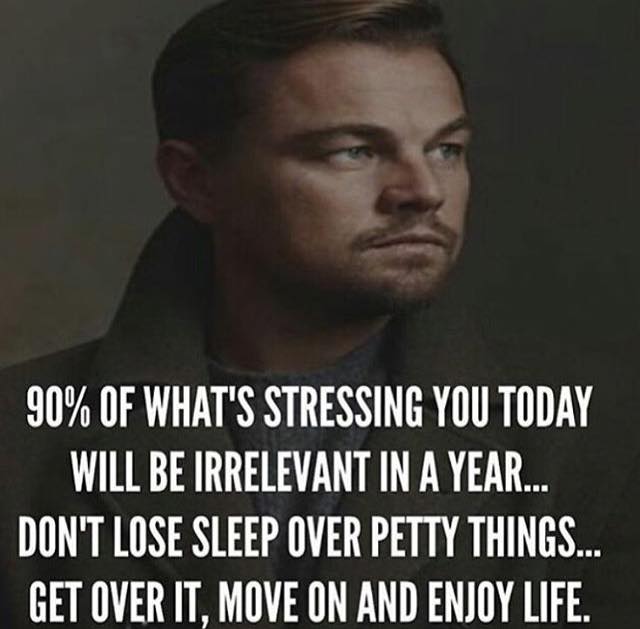 90% OF WHAT'S STRESSING YOU TODAY
WILL BE IRRELEVANT IN A YEAR...
DON'T LOSE SLEEP OVER PETTY THINGS...
GET OVER IT, MOVE ON AND ENJOY LIFE.